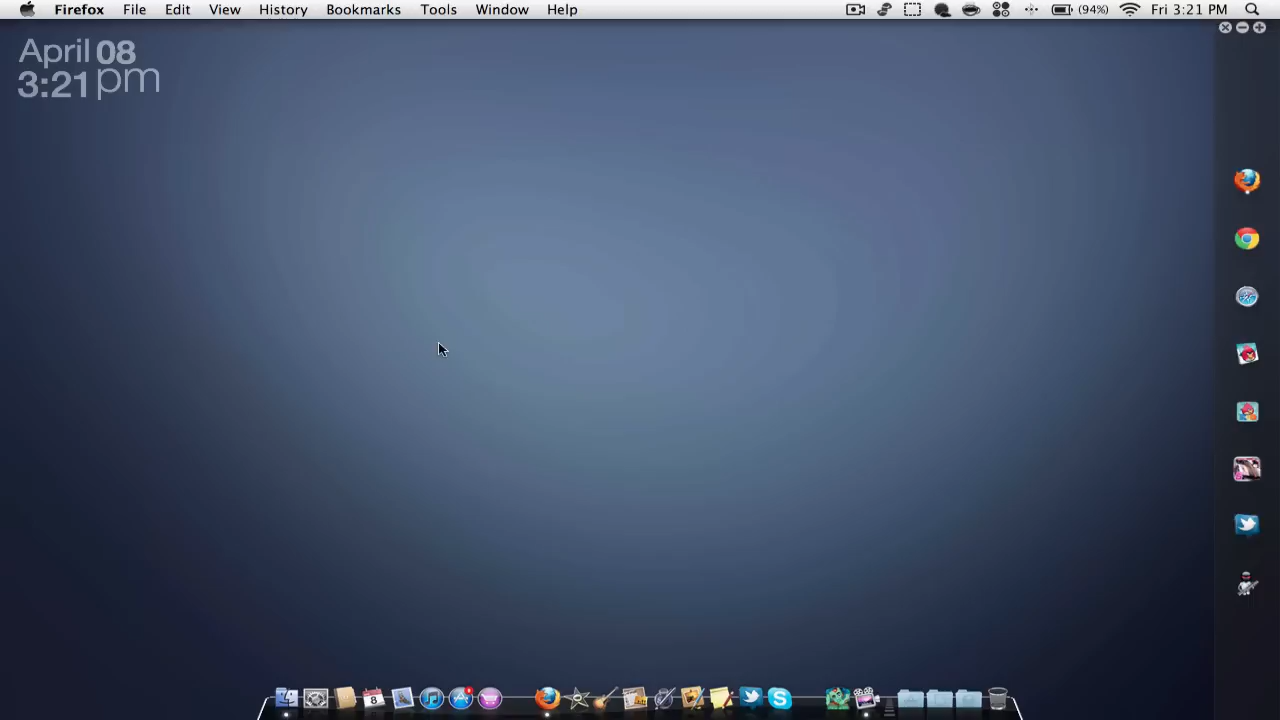 Firefox File Edit View History Bookmarks Tools Window Help (94%) Fri 3:21 PM
April 08
3:21 pm
8